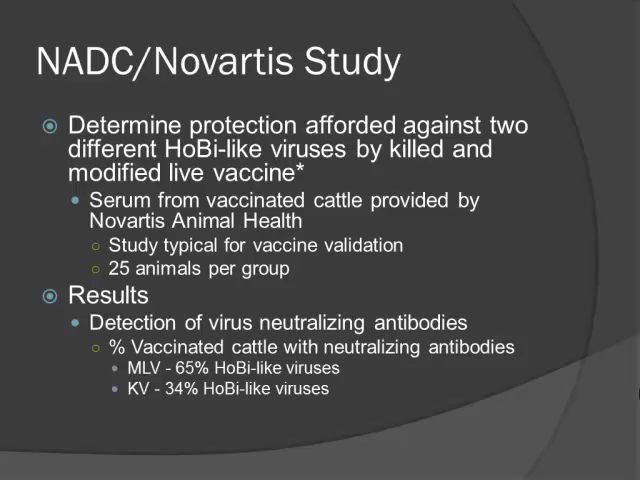 NADC/Novartis Study
Determine protection afforded against two
different HoBi-like viruses by killed and
modified live vaccine*
Serum from vaccinated cattle provided by
Novartis Animal Health
Study typical for vaccine validation
25 animals per group
Results
Detection of virus neutralizing antibodies
% Vaccinated cattle with neutralizing antibodies
MLV - 65% HoBi-like viruses
KV - 34% HoBi-like viruses